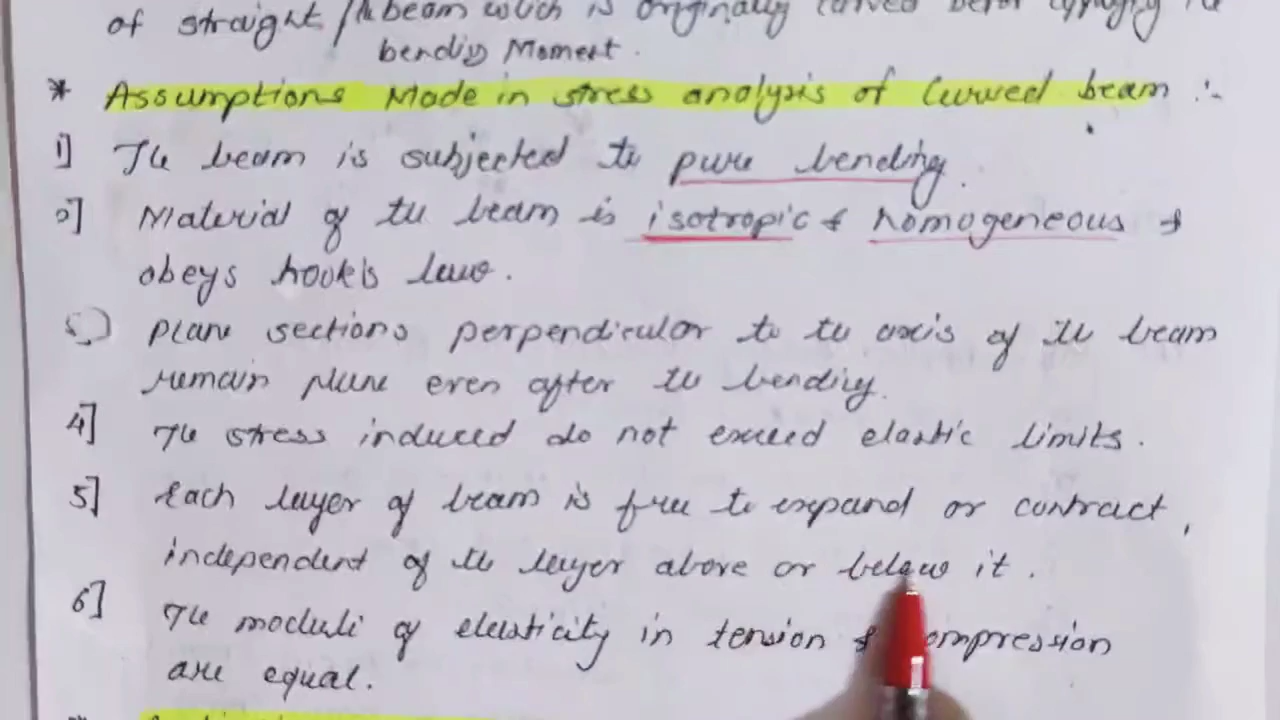 of straight / beam which is originally curved before applying
bending Moment.
* Assumptions Made in stress analysis of Curved beam :-
1] The beam is subjected to pure bending.
2] Material of the beam is isotropic & homogeneous &
obeys hook's law.
plane sections perpendicular to the axis of the beam
remain plane even after the bending.
4] The stress induced do not exceed elastic limits.
5] Each layer of beam is free to expand or contract,
independent of the layer above or below it.
6] The moduli of elasticity in tension & compression
are equal.